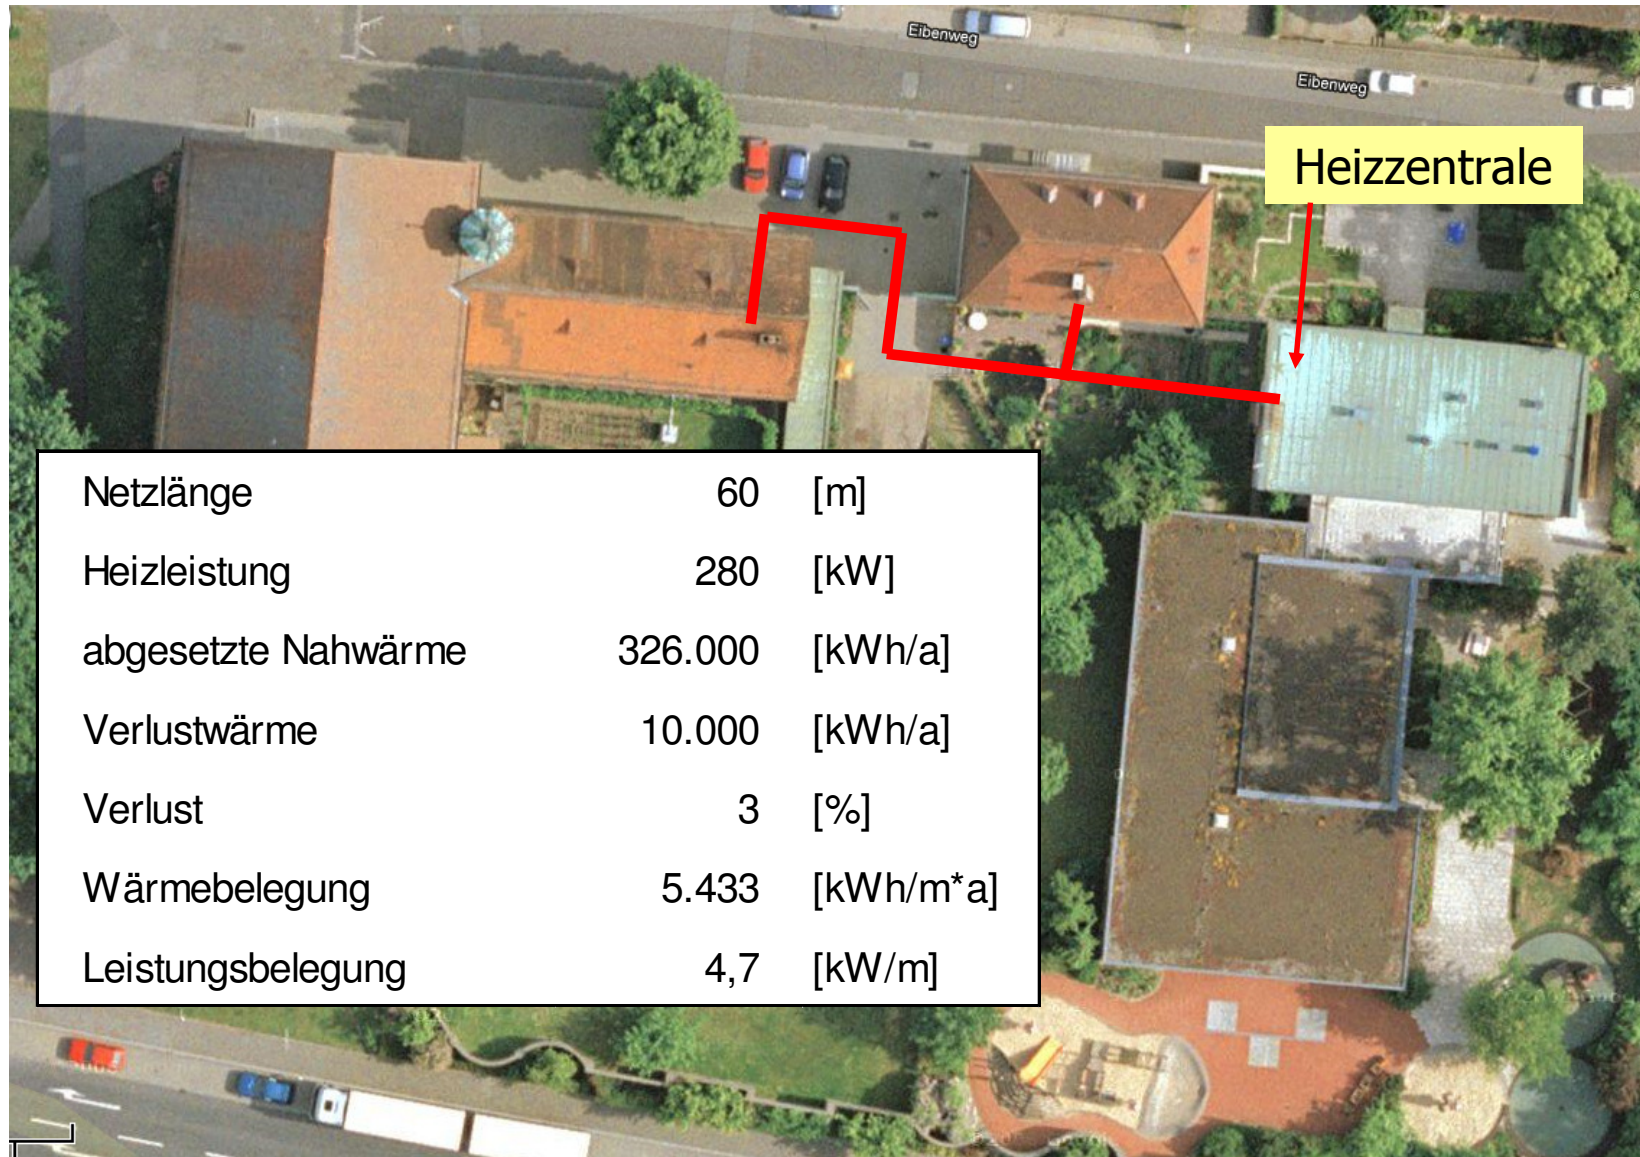 Eibenweg
Eibenweg
Heizzentrale
Netzlänge 60 [m]
Heizleistung 280 [kW]
abgesetzte Nahwärme 326.000 [kWh/a]
Verlustwärme 10.000 [kWh/a]
Verlust 3 [%]
Wärmebelegung 5.433 [kWh/m*a]
Leistungsbelegung 4,7 [kW/m]